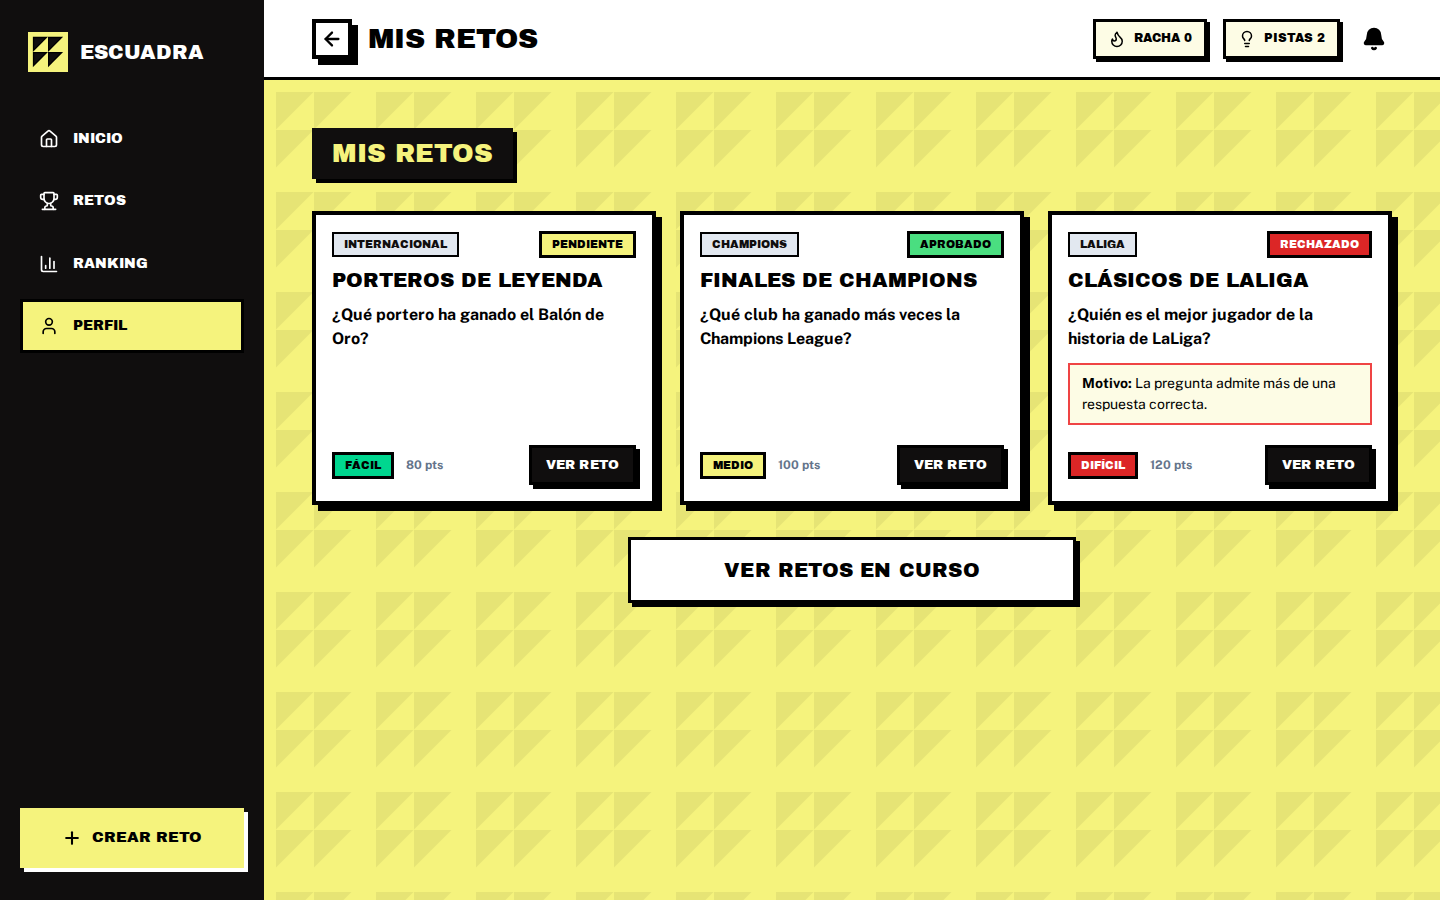 ESCUADRA
INICIO
RETOS
RANKING
PERFIL
CREAR RETO
MIS RETOS
RACHA 0
PISTAS 2
MIS RETOS
INTERNACIONAL
PENDIENTE
PORTEROS DE LEYENDA
¿Qué portero ha ganado el Balón de
Oro?
FÁCIL
80 pts
VER RETO
CHAMPIONS
APROBADO
FINALES DE CHAMPIONS
¿Qué club ha ganado más veces la
Champions League?
MEDIO
100 pts
VER RETO
LALIGA
RECHAZADO
CLÁSICOS DE LALIGA
¿Quién es el mejor jugador de la
historia de LaLiga?
Motivo: La pregunta admite más de una
respuesta correcta.
DIFÍCIL
120 pts
VER RETO
VER RETOS EN CURSO